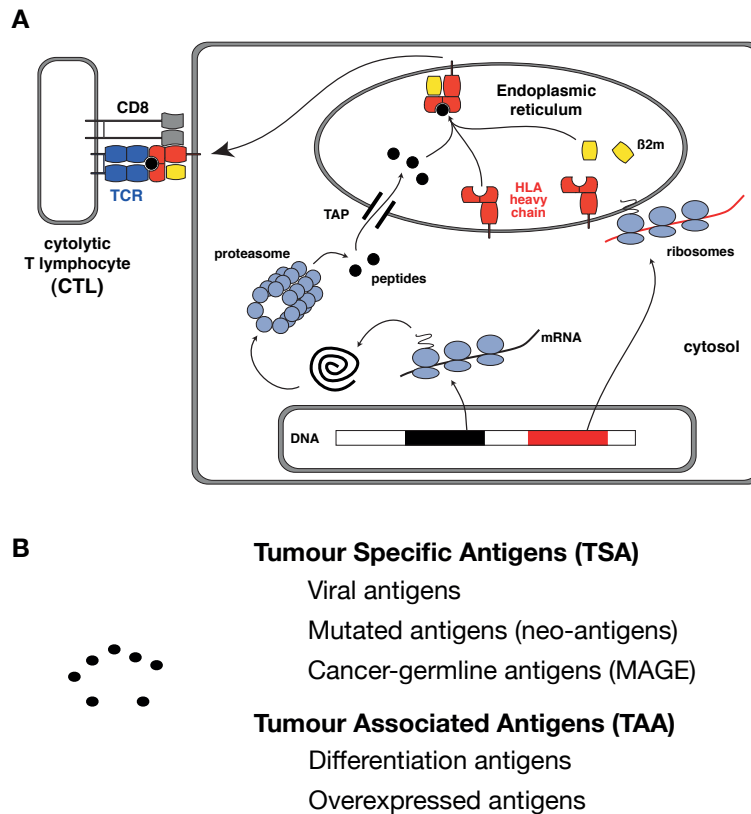 A
CD8
TCR
cytolytic
T lymphocyte
(CTL)
Endoplasmic
reticulum
ß2m
HLA
heavy
chain
TAP
proteasome
peptides
ribosomes
mRNA
cytosol
DNA
B
Tumour Specific Antigens (TSA)
Viral antigens
Mutated antigens (neo-antigens)
Cancer-germline antigens (MAGE)
Tumour Associated Antigens (TAA)
Differentiation antigens
Overexpressed antigens